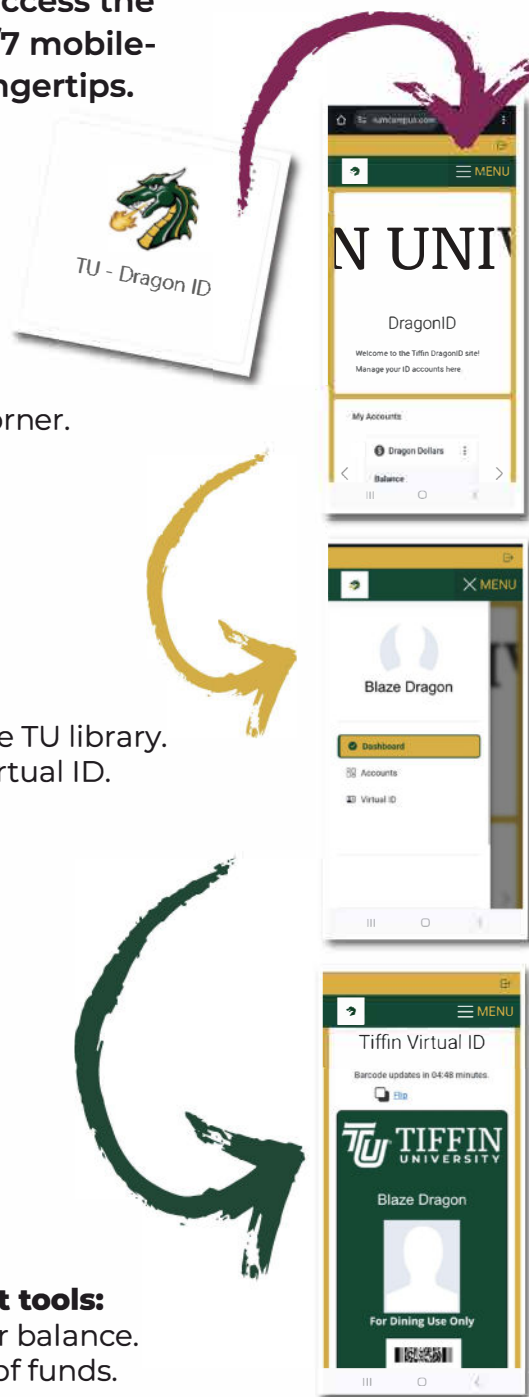 ccess the
/7 mobile-
ngertips.
TU - Dragon ID
MENU
N UNIV
DragonID
Welcome to the Tiffin DragonID site!
Manage your ID accounts here
My Accounts
Dragon Dollars
Balance
orner.
MENU
Blaze Dragon
Dashboard
Accounts
Virtual ID
e TU library.
rtual ID.
MENU
Tiffin Virtual ID
Barcode updates in 04:48 minutes.
Flip
TU TIFFIN
UNIVERSITY
Blaze Dragon
For Dining Use Only
t tools:
r balance.
of funds.